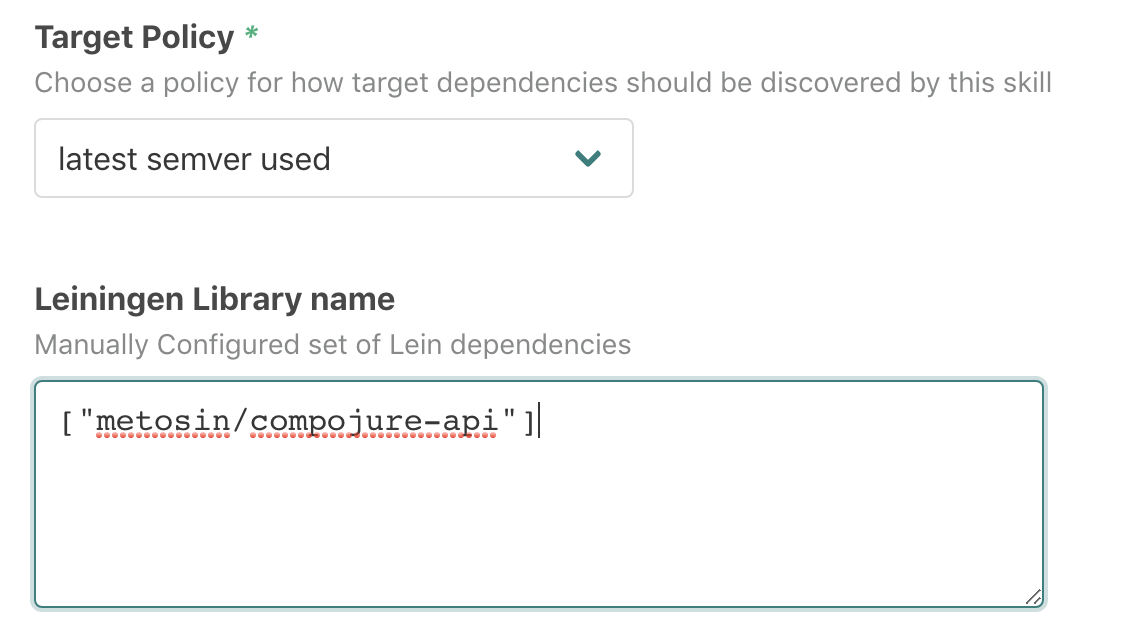 Target Policy *
Choose a policy for how target dependencies should be discovered by this skill
latest semver used
Leiningen Library name
Manually Configured set of Lein dependencies
["metosin/compojure-api"]